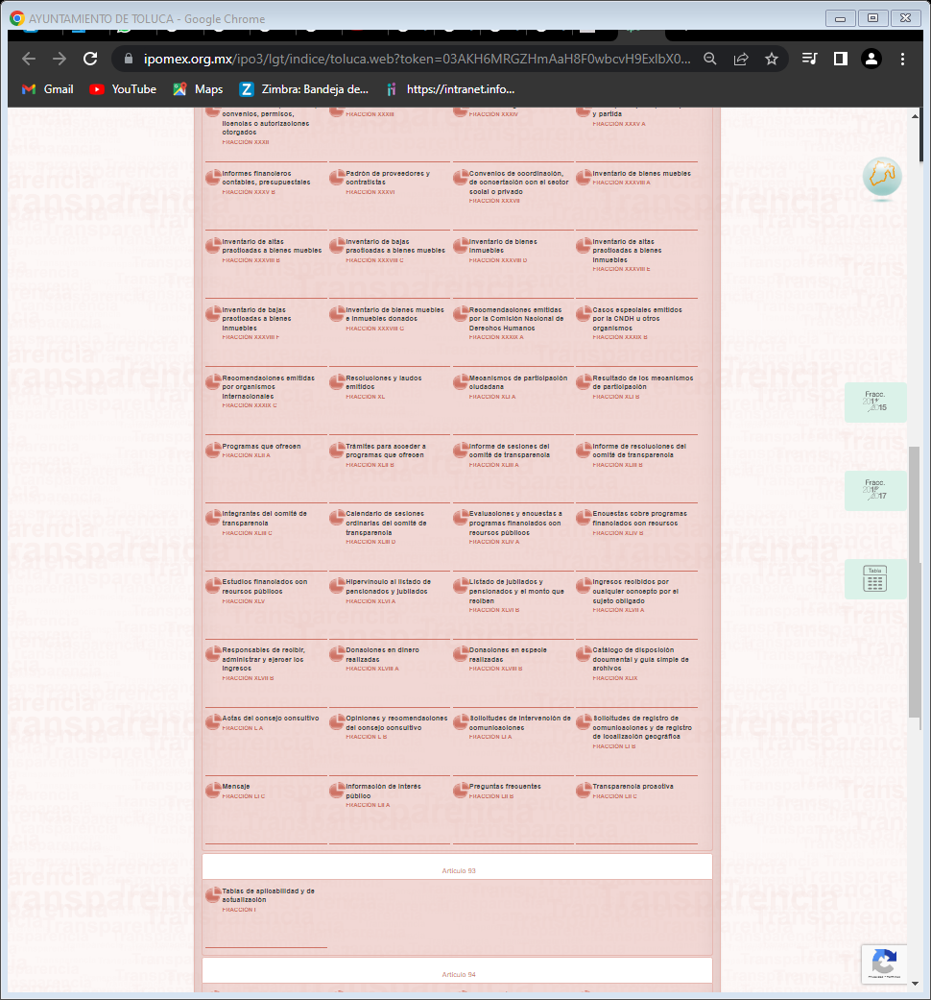 AYUNTAMIENTO DE TOLUCA - Google Chrome
ipomex.org.mx/ipo3/lgt/indice/toluca.web?token=03AKH6MRGZHmAaH8F0wbcvH9ExIbX0...
Gmail YouTube Maps Zimbra: Bandeja de... https://intranet.info...
convenios, permisos,
licencias o autorizaciones
otorgados
FRACCIÓN XXXII
FRACCIÓN XXXIII
FRACCIÓN XXXIV
y partida
FRACCIÓN XXXV A
Informes financieros
contables, presupuestales
FRACCIÓN XXXV B
Padrón de proveedores y
contratistas
FRACCIÓN XXXVI
Convenios de coordinación,
de concertación con el sector
social o privado
FRACCIÓN XXXVII
Inventario de bienes muebles
FRACCIÓN XXXVIII A
Inventario de altas
practicadas a bienes muebles
FRACCIÓN XXXVIII B
Inventario de bajas
practicadas a bienes muebles
FRACCIÓN XXXVIII C
Inventario de bienes
inmuebles
FRACCIÓN XXXVIII D
Inventario de altas
practicadas a bienes
inmuebles
FRACCIÓN XXXVIII E
Inventario de bajas
practicadas a bienes
inmuebles
FRACCIÓN XXXVIII F
Inventario de bienes muebles
e inmuebles donados
FRACCIÓN XXXVIII G
Recomendaciones emitidas
por la Comisión Nacional de
Derechos Humanos
FRACCIÓN XXXIX A
Casos especiales emitidos
por la CNDH u otros
organismos
FRACCIÓN XXXIX B
Recomendaciones emitidas
por organismos
internacionales
FRACCIÓN XXXIX C
Resoluciones y laudos
emitidos
FRACCIÓN XL
Mecanismos de participación
ciudadana
FRACCIÓN XLI A
Resultado de los mecanismos
de participación
FRACCIÓN XLI B
Programas que ofrecen
FRACCIÓN XLII A
Trámites para acceder a
programas que ofrecen
FRACCIÓN XLII B
Informe de sesiones del
comité de transparencia
FRACCIÓN XLIII A
Informe de resoluciones del
comité de transparencia
FRACCIÓN XLIII B
Integrantes del comité de
transparencia
FRACCIÓN XLIII C
Calendario de sesiones
ordinarias del comité de
transparencia
FRACCIÓN XLIII D
Evaluaciones y encuestas a
programas financiados con
recursos públicos
FRACCIÓN XLIV A
Encuestas sobre programas
financiados con recursos
FRACCIÓN XLIV B
Estudios financiados con
recursos públicos
FRACCIÓN XLV
Hipervínculo al listado de
pensionados y jubilados
FRACCIÓN XLVI A
Listado de jubilados y
pensionados y el monto que
reciben
FRACCIÓN XLVI B
Ingresos recibidos por
cualquier concepto por el
sujeto obligado
FRACCIÓN XLVII A
Responsables de recibir,
administrar y ejercer los
ingresos
FRACCIÓN XLVII B
Donaciones en dinero
realizadas
FRACCIÓN XLVIII A
Donaciones en especie
realizadas
FRACCIÓN XLVIII B
Catálogo de disposición
documental y guía simple de
archivos
FRACCIÓN XLIX
Actas del consejo consultivo
FRACCIÓN L A
Opiniones y recomendaciones
del consejo consultivo
FRACCIÓN L B
Solicitudes de intervención de
comunicaciones
FRACCIÓN LI A
Solicitudes de registro de
comunicaciones y de registro
de localización geográfica
FRACCIÓN LI B
Mensaje
FRACCIÓN LI C
Información de interés
público
FRACCIÓN LII A
Preguntas frecuentes
FRACCIÓN LII B
Transparencia proactiva
FRACCIÓN LII C
Artículo 93
Tablas de aplicabilidad y de
actualización
FRACCIÓN I
Artículo 94
Fracc.
2015
Fracc.
2017
Tabla
Transparencia